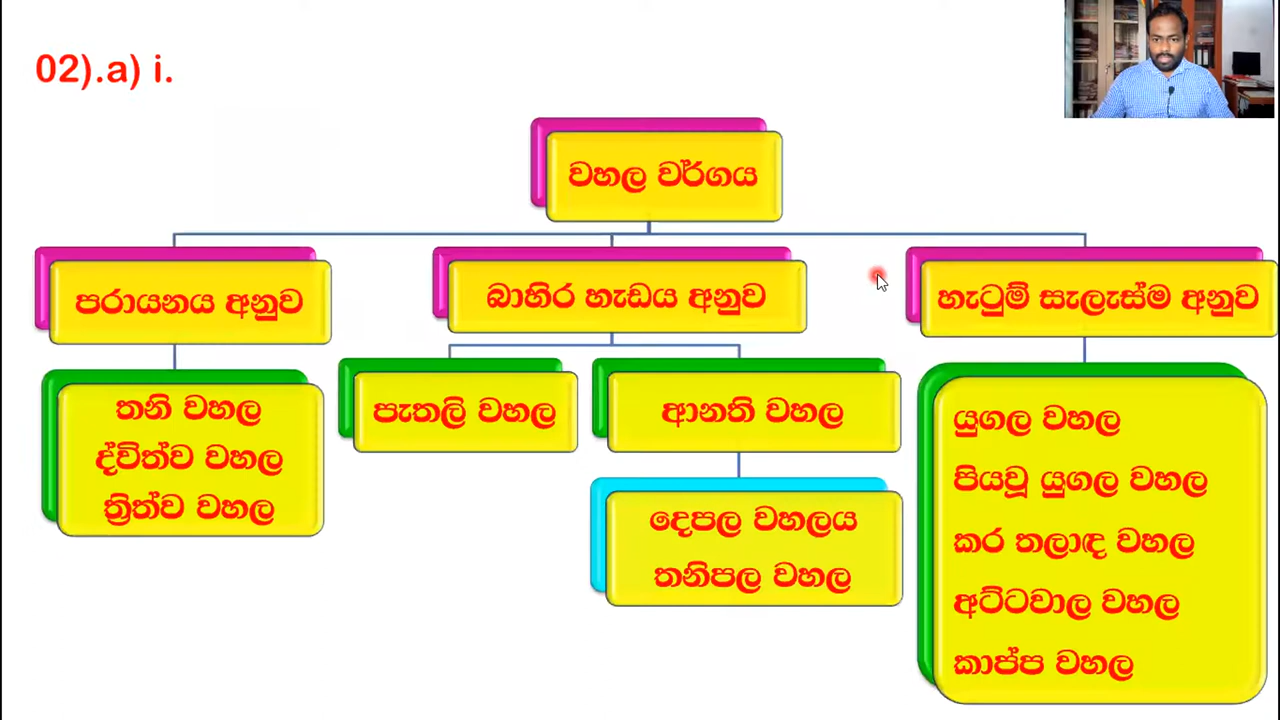 02).a) i.
වහල වර්ගය
පරායනය අනුව
තනි වහල
ද්විත්ව වහල
ත්‍රිත්ව වහල
බාහිර හැඩය අනුව
පැතලි වහල
ආනති වහල
දෙපල වහලය
තනිපල වහල
හැටුම් සැලැස්ම අනුව
යුගල වහල
පියවූ යුගල වහල
කර තලාඳ වහල
අට්ටවාල වහල
කාප්ප වහල